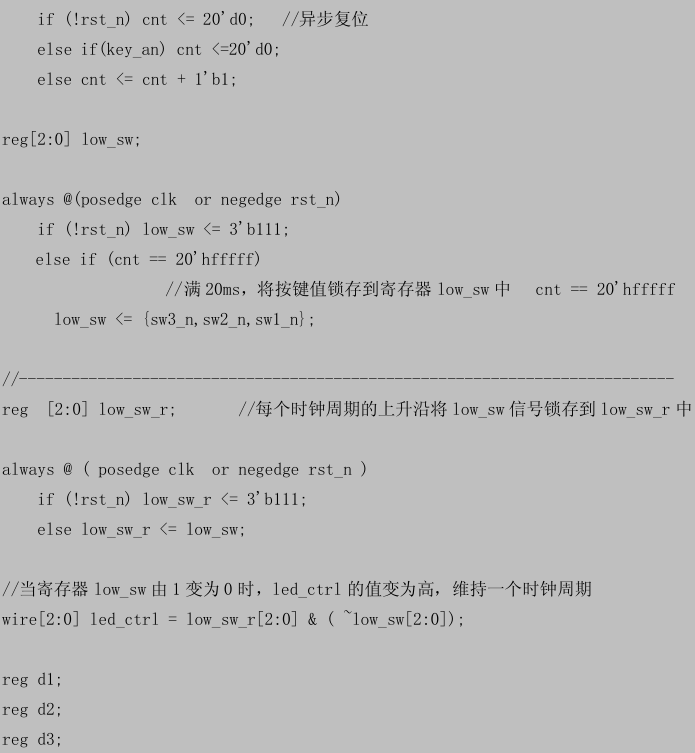 if (!rst_n) cnt <= 20'd0;   //异步复位
else if(key_an) cnt <=20'd0;
else cnt <= cnt + 1'b1;
reg[2:0] low_sw;
always @(posedge clk  or negedge rst_n)
if (!rst_n) low_sw <= 3'b111;
else if (cnt == 20'hfffff)
//满 20ms，将按键值锁存到寄存器 low_sw 中   cnt == 20'hfffff
low_sw <= {sw3_n,sw2_n,sw1_n};
//---------------------------------------------------------------------------
reg  [2:0] low_sw_r;       //每个时钟周期的上升沿将 low_sw 信号锁存到 low_sw_r 中
always @ ( posedge clk  or negedge rst_n )
if (!rst_n) low_sw_r <= 3'b111;
else low_sw_r <= low_sw;
//当寄存器 low_sw 由 1 变为 0 时，led_ctrl 的值变为高，维持一个时钟周期
wire[2:0] led_ctrl = low_sw_r[2:0] & ( ~low_sw[2:0]);
reg d1;
reg d2;
reg d3;